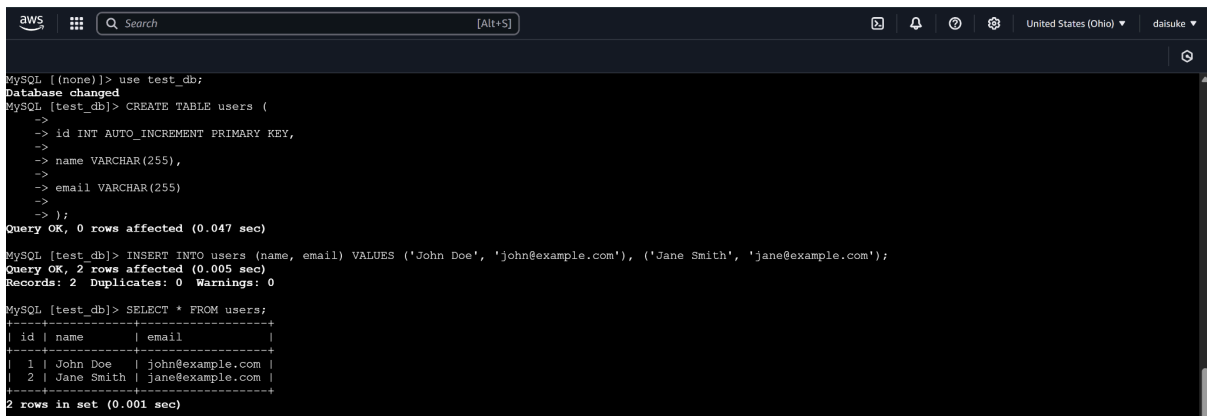 aws Search [Alt+S] United States (Ohio) ▼ daisuke ▼
MySQL [(none)]> use test_db;
Database changed
MySQL [test_db]> CREATE TABLE users (
    ->
    -> id INT AUTO_INCREMENT PRIMARY KEY,
    ->
    -> name VARCHAR(255),
    ->
    -> email VARCHAR(255)
    ->
    -> );
Query OK, 0 rows affected (0.047 sec)
MySQL [test_db]> INSERT INTO users (name, email) VALUES ('John Doe', 'john@example.com'), ('Jane Smith', 'jane@example.com');
Query OK, 2 rows affected (0.005 sec)
Records: 2  Duplicates: 0  Warnings: 0
MySQL [test_db]> SELECT * FROM users;
+----+------------+------------------+
| id | name       | email            |
+----+------------+------------------+
|  1 | John Doe   | john@example.com |
|  2 | Jane Smith | jane@example.com |
+----+------------+------------------+
2 rows in set (0.001 sec)